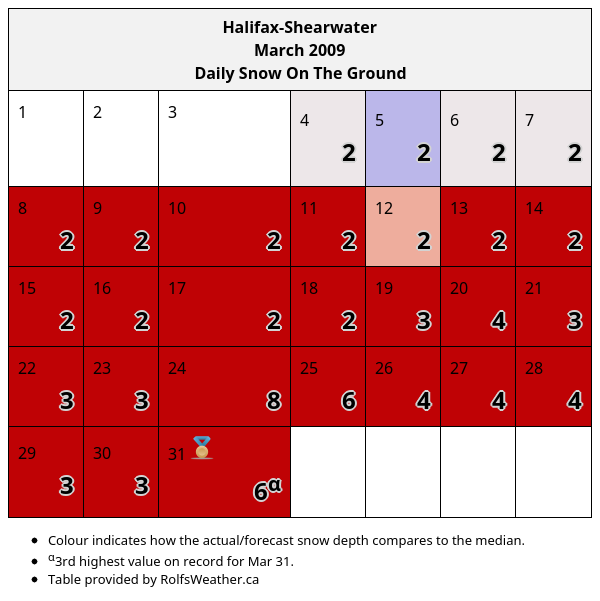 Halifax-Shearwater
March 2009
Daily Snow On The Ground
1 2 3 4 5 6 7
2 2 2 2
8 9 10 11 12 13 14
2 2 2 2 2 2 2
15 16 17 18 19 20 21
2 2 2 2 3 4 3
22 23 24 25 26 27 28
3 3 8 6 4 4 4
29 30 31
3 3 6α
Colour indicates how the actual/forecast snow depth compares to the median.
α3rd highest value on record for Mar 31.
Table provided by RolfsWeather.ca